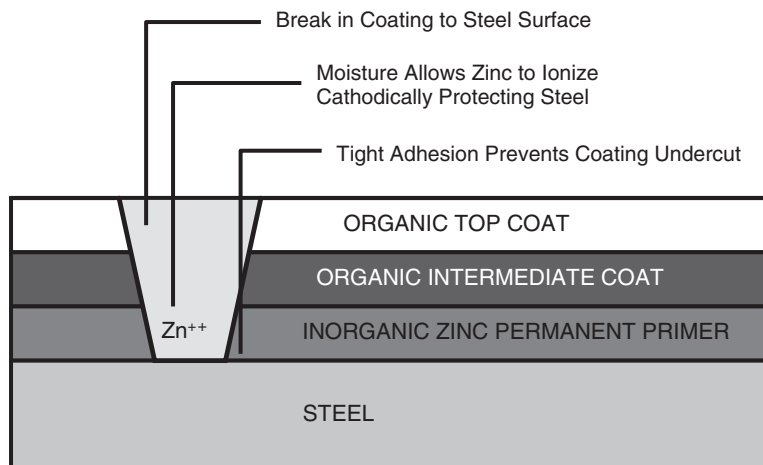 Break in Coating to Steel Surface
Moisture Allows Zinc to Ionize
Cathodically Protecting Steel
Tight Adhesion Prevents Coating Undercut
ORGANIC TOP COAT
ORGANIC INTERMEDIATE COAT
Zn⁺⁺
INORGANIC ZINC PERMANENT PRIMER
STEEL